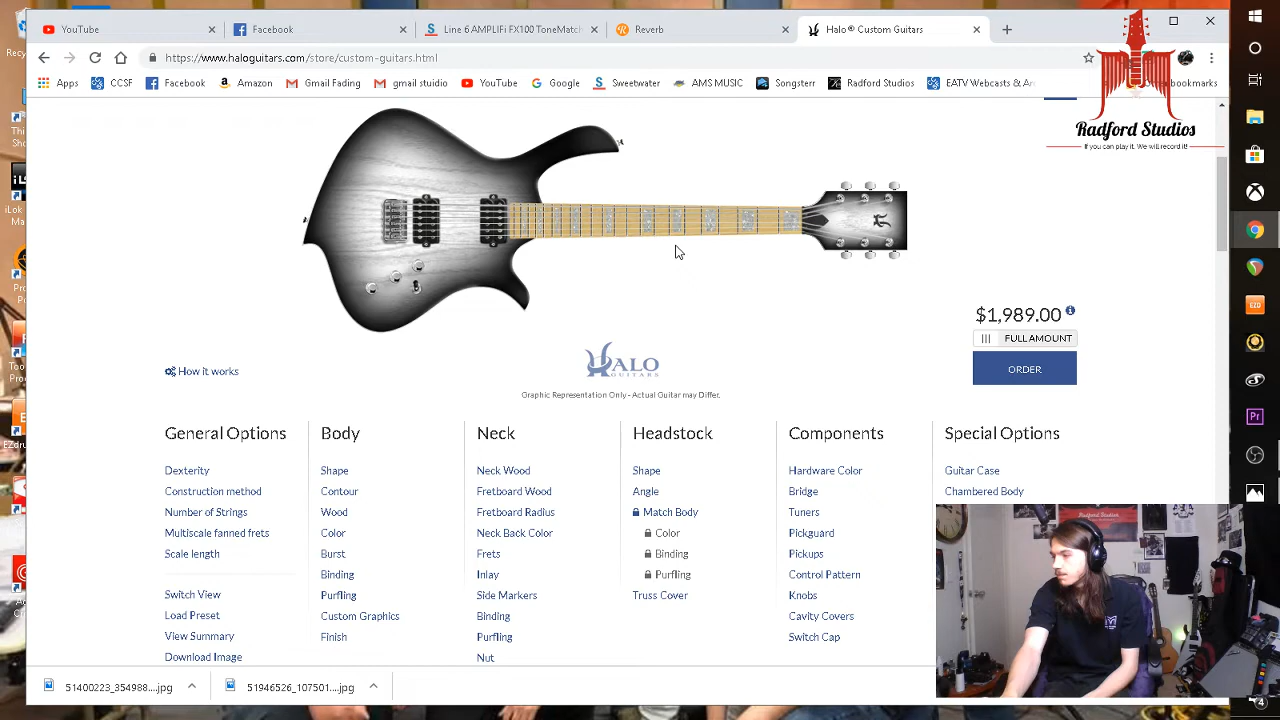 YouTube
Facebook
Line 6 AMPLIFi FX100 ToneMatch
Reverb
Halo ® Custom Guitars
https://www.haloguitars.com/store/custom-guitars.html
Apps
CCSF
Facebook
Amazon
Gmail Fading
gmail studio
YouTube
Google
Sweetwater
AMS MUSIC
Songsterr
Radford Studios
EATV Webcasts & Ar
bookmarks
Radford Studios
If you can play it. We will record it!
$1,989.00
FULL AMOUNT
ORDER
How it works
HALO
GUITARS
Graphic Representation Only - Actual Guitar may Differ.
General Options
Dexterity
Construction method
Number of Strings
Multiscale fanned frets
Scale length
Switch View
Load Preset
View Summary
Download Image
Body
Shape
Contour
Wood
Color
Burst
Binding
Purfling
Custom Graphics
Finish
Neck
Neck Wood
Fretboard Wood
Fretboard Radius
Neck Back Color
Frets
Inlay
Side Markers
Binding
Purfling
Nut
Headstock
Shape
Angle
Match Body
Color
Binding
Purfling
Truss Cover
Components
Hardware Color
Bridge
Tuners
Pickguard
Pickups
Control Pattern
Knobs
Cavity Covers
Switch Cap
Special Options
Guitar Case
Chambered Body
51400223_354988....jpg
51946526_107501....jpg
This
iLok
EZdru
EZD
Pr
4